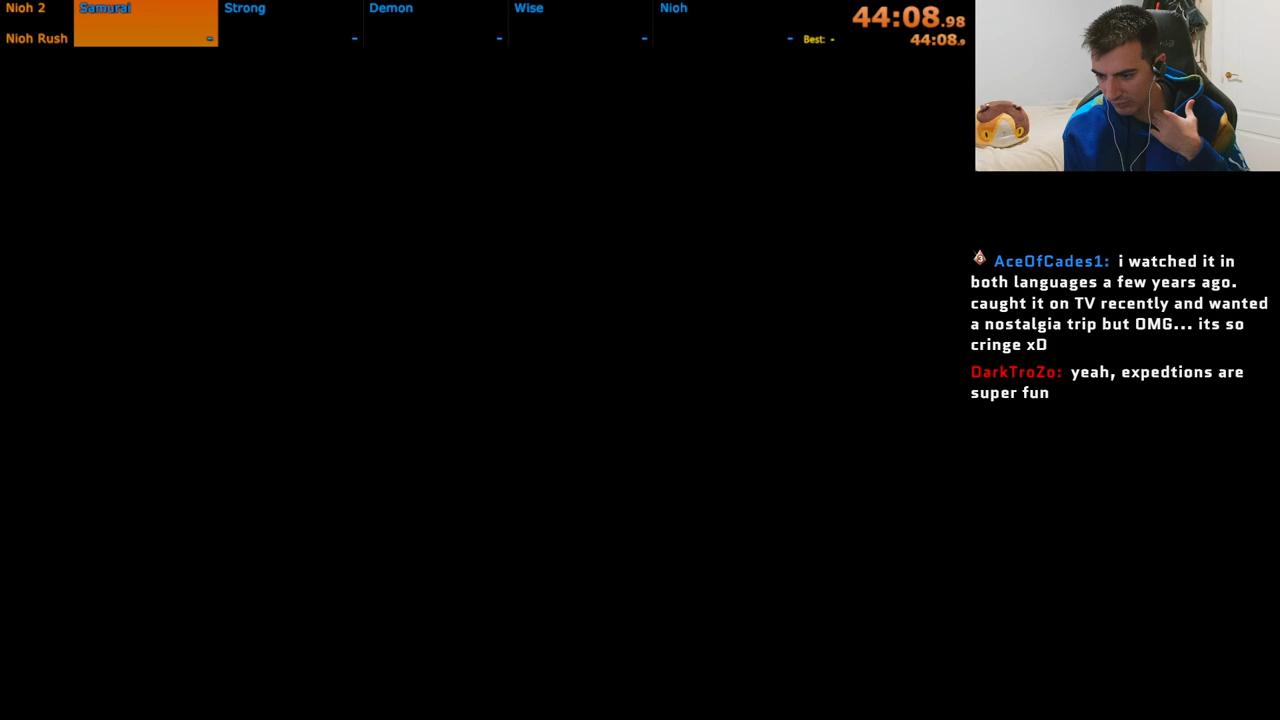 Nioh 2 Samurai Strong Demon Wise Nioh 44:08.98
Nioh Rush - - - - - Best: - 44:08.9
AceOfCades1: i watched it in
both languages a few years ago.
caught it on TV recently and wanted
a nostalgia trip but OMG... its so
cringe xD
DarkTroZo: yeah, expedtions are
super fun